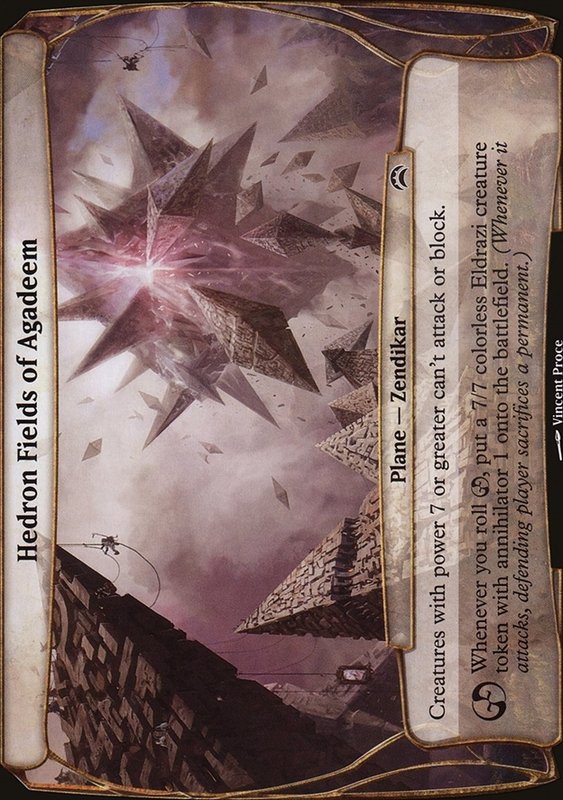 Hedron Fields of Agadeem
Plane — Zendikar
Creatures with power 7 or greater can't attack or block.
Whenever you roll , put a 7/7 colorless Eldrazi creature
token with annihilator 1 onto the battlefield. (Whenever it
attacks, defending player sacrifices a permanent.)
Vincent Proce